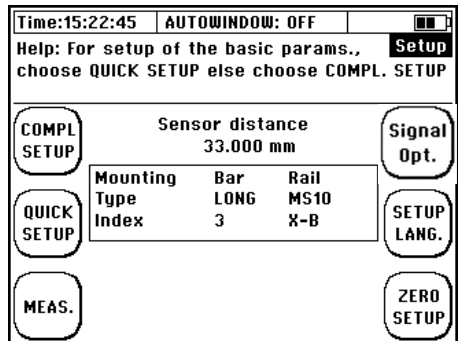 Time:15:22:45 AUTOWINDOW: OFF
Help: For setup of the basic params., Setup
choose QUICK SETUP else choose COMPL. SETUP
COMPL SETUP
Sensor distance
33.000 mm
Signal Opt.
Mounting Bar Rail
Type LONG MS10
Index 3 X-B
QUICK SETUP
SETUP LANG.
MEAS.
ZERO SETUP